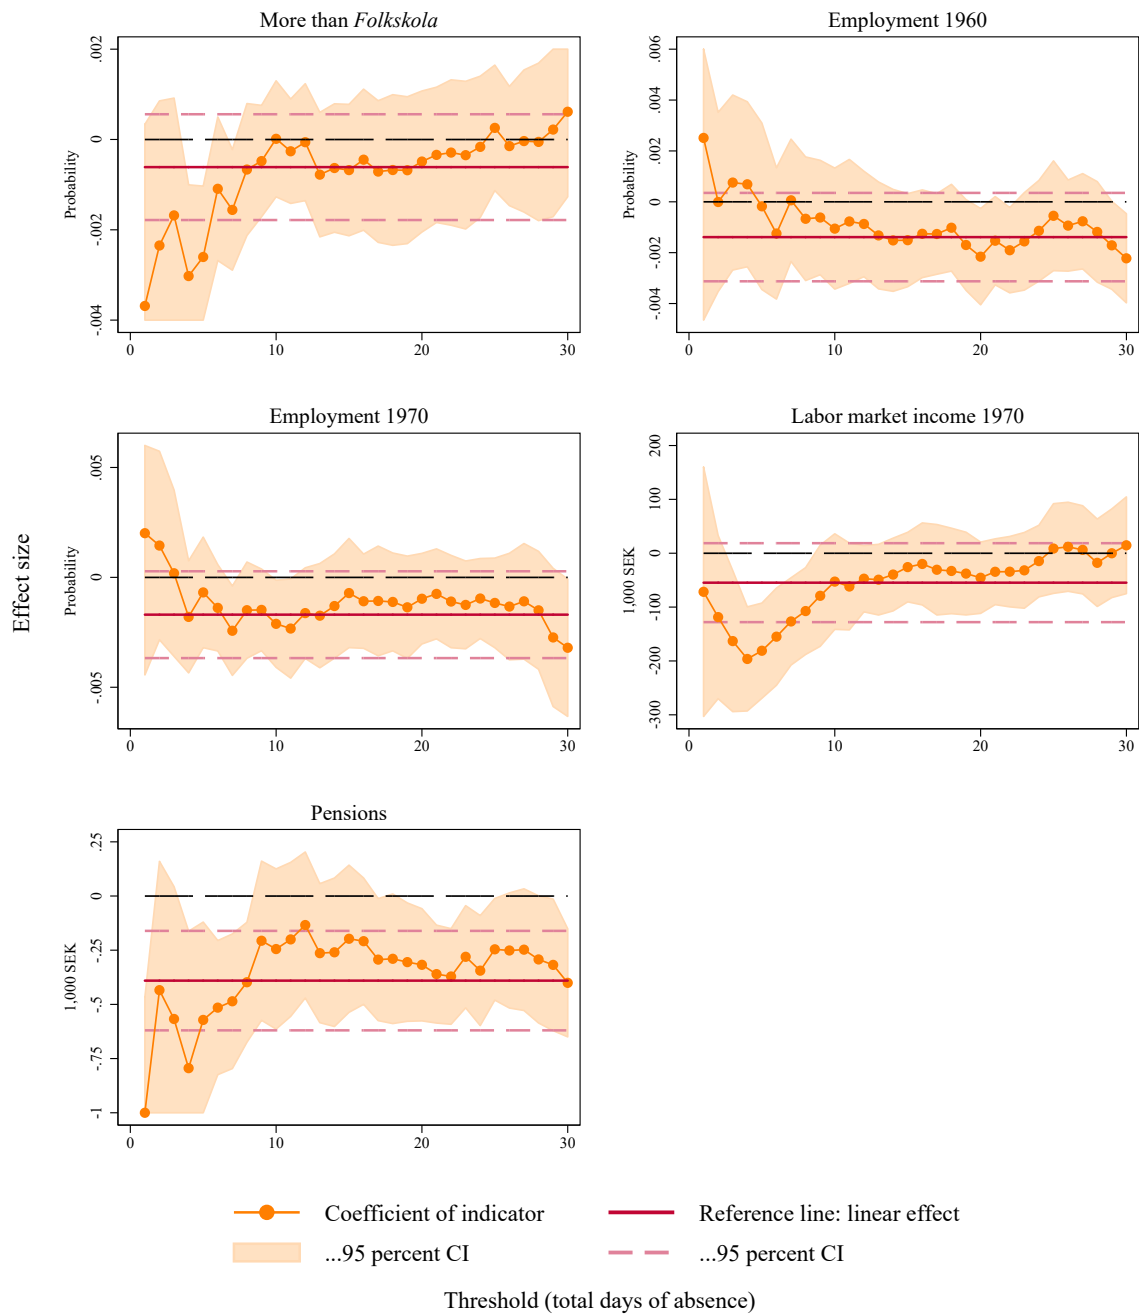 More than Folkskola
Employment 1960
Probability
.002
0
-.002
-.004
0
10
20
30
Probability
.006
.004
.002
0
-.002
-.004
0
10
20
30
Effect size
Employment 1970
Labor market income 1970
Probability
.005
0
-.005
0
10
20
30
1,000 SEK
200
100
0
-100
-200
-300
0
10
20
30
Pensions
1,000 SEK
.25
0
-.25
-.5
-.75
-1
0
10
20
30
Coefficient of indicator
Reference line: linear effect
...95 percent CI
...95 percent CI
Threshold (total days of absence)